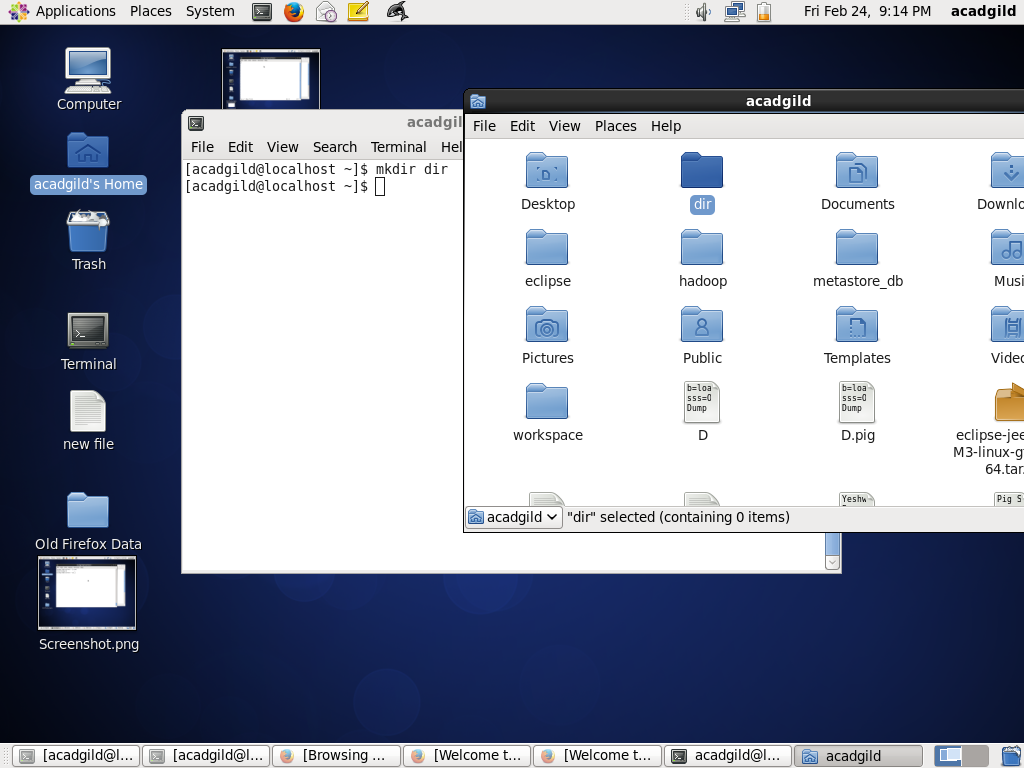 Applications Places System Fri Feb 24, 9:14 PM acadgild
Computer
acadgild's Home
Trash
Terminal
new file
Old Firefox Data
Screenshot.png
acadgil
File Edit View Search Terminal Hel
[acadgild@localhost ~]$ mkdir dir
[acadgild@localhost ~]$
acadgild
File Edit View Places Help
Desktop dir Documents Downlo
eclipse hadoop metastore_db Musi
Pictures Public Templates Videc
b=loa b=loa
sss=O sss=O
Dump Dump
workspace D D.pig eclipse-jee
M3-linux-g
64.tar.
Yeshw Pig S
acadgild "dir" selected (containing 0 items)
[acadgild@l... [acadgild@l... [Browsing ... [Welcome t... [Welcome t... acadgild@l... acadgild